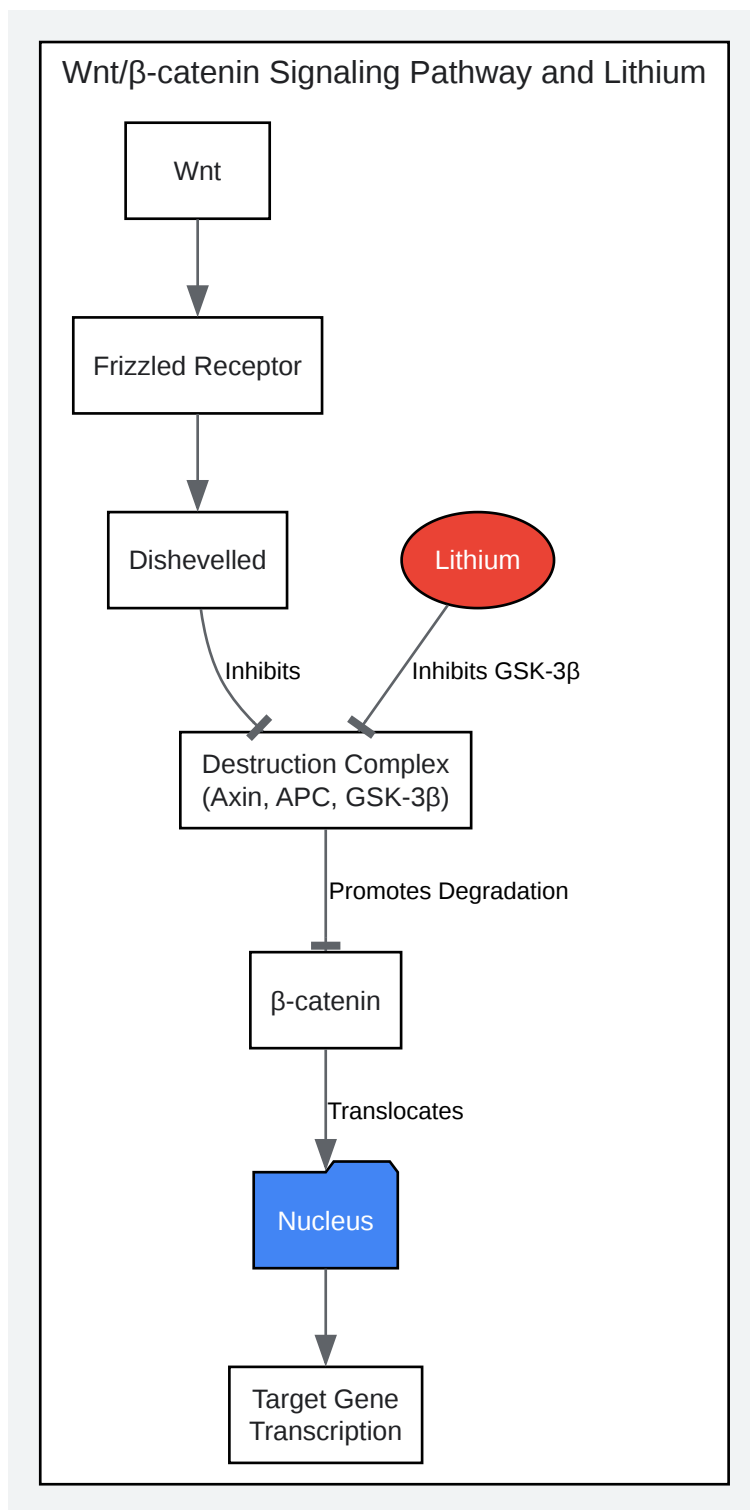 Wnt/β-catenin Signaling Pathway and Lithium
Wnt
Frizzled Receptor
Dishevelled
Lithium
Inhibits
Inhibits GSK-3β
Destruction Complex
(Axin, APC, GSK-3β)
Promotes Degradation
β-catenin
Translocates
Nucleus
Target Gene
Transcription